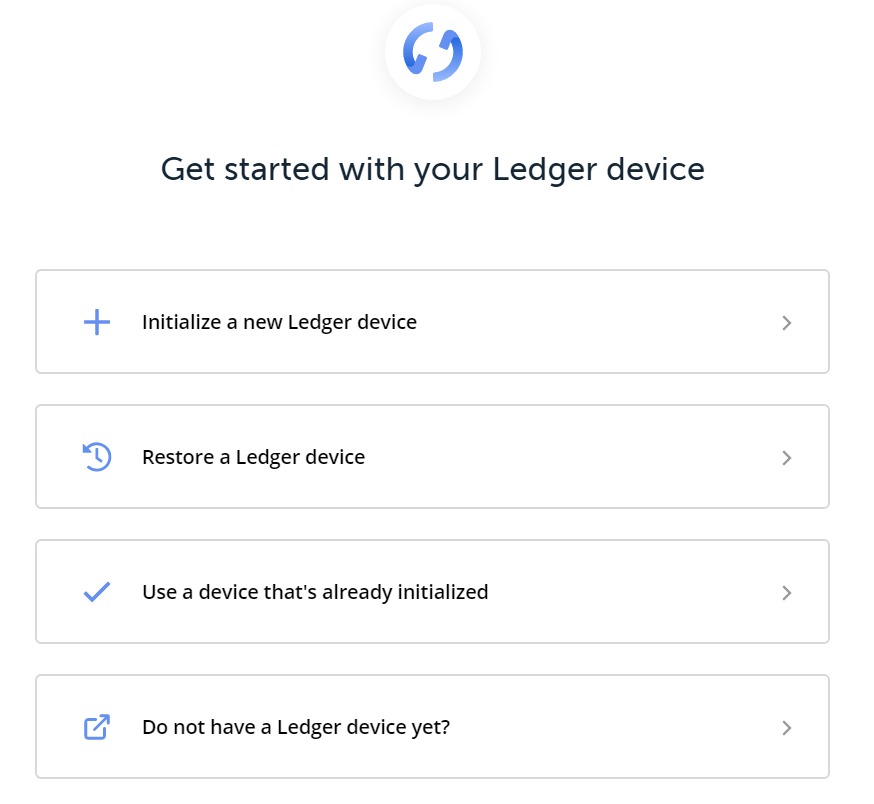 Get started with your Ledger device
Initialize a new Ledger device
Restore a Ledger device
Use a device that's already initialized
Do not have a Ledger device yet?